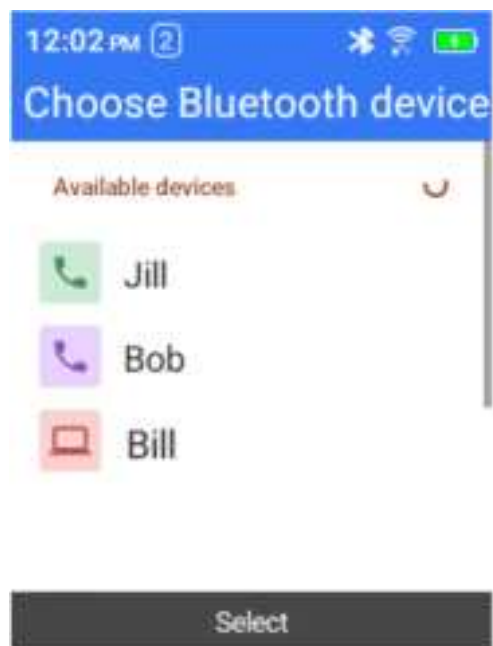 12:02 PM 2
Choose Bluetooth device
Available devices
Jill
Bob
Bill
Select